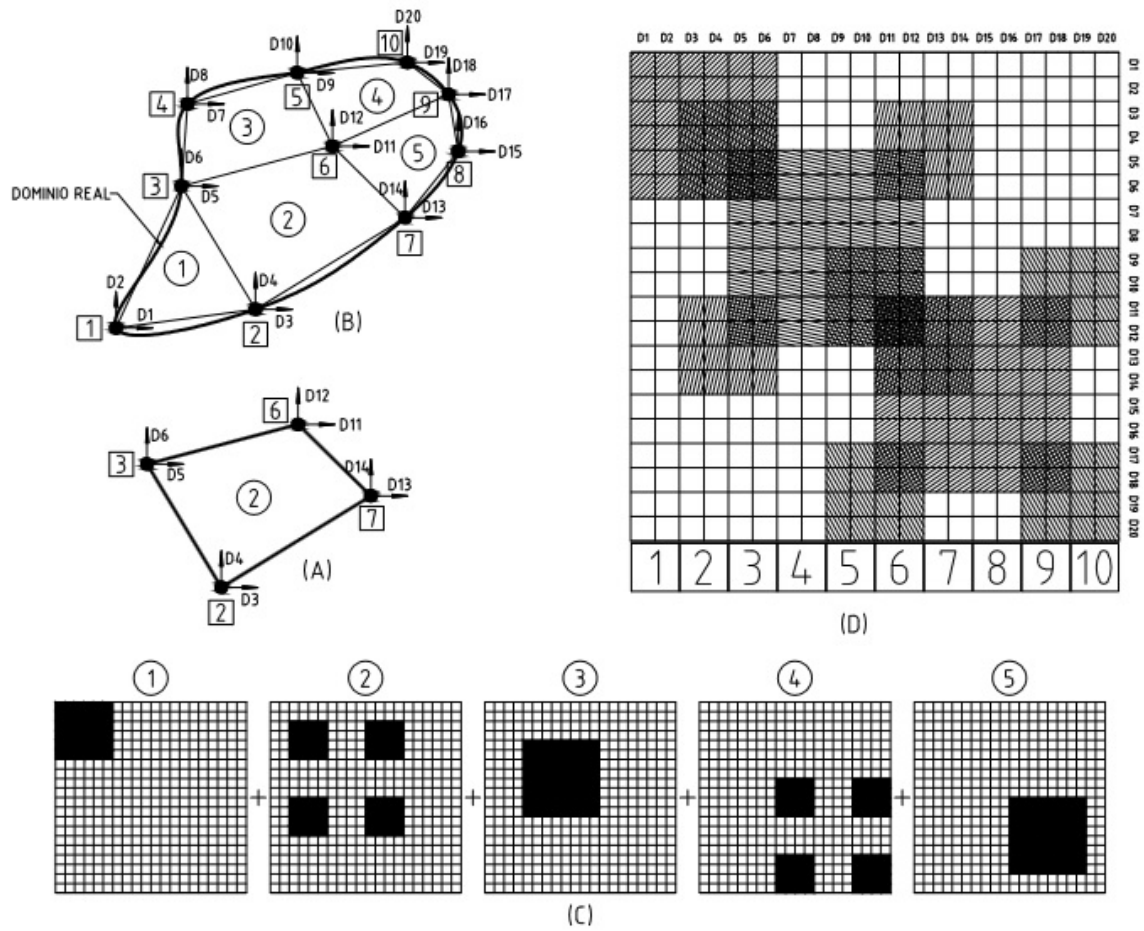 D20
10
D10
D19
D8
D18
5
D9
4
D7
4
9
D17
3
D12
D16
D6
6
D11
5
D15
3
D5
8
DOMINIO REAL
D14
D13
2
7
D2
1
D4
1
D1
D3
2
(B)
6
D12
D11
D6
3
D5
D14
D13
2
7
D4
(A)
D3
2
D1 D2 D3 D4 D5 D6 D7 D8 D9 D10 D11 D12 D13 D14 D15 D16 D17 D18 D19 D20
D1
D2
D3
D4
D5
D6
D7
D8
D9
D10
D11
D12
D13
D14
D15
D16
D17
D18
D19
D20
1 2 3 4 5 6 7 8 9 10
(D)
1 2 3 4 5
+ + + +
(C)